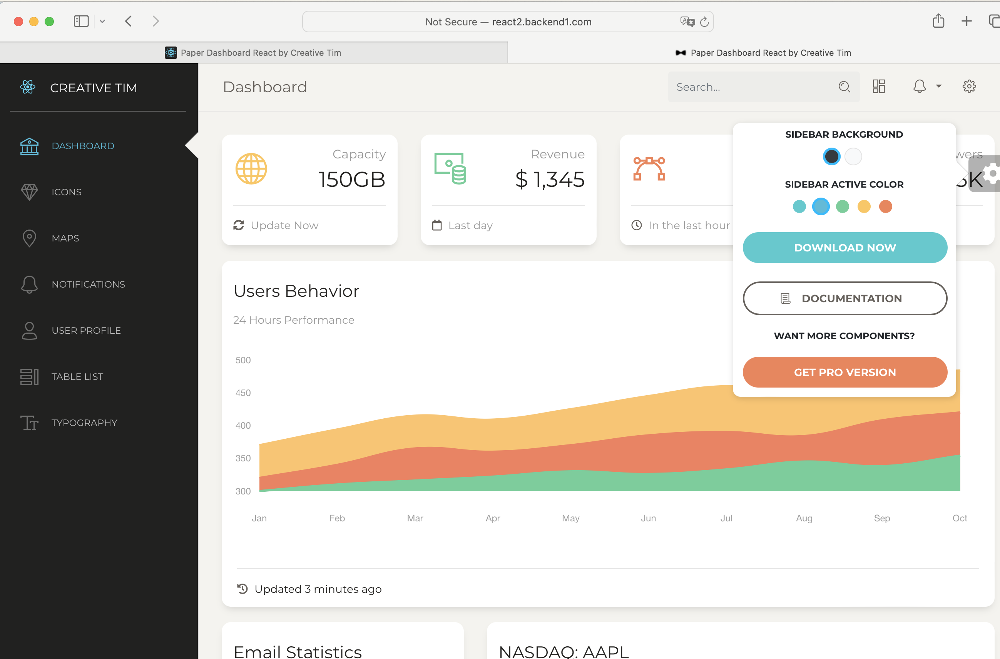 Not Secure — react2.backend1.com
Paper Dashboard React by Creative Tim
Paper Dashboard React by Creative Tim
CREATIVE TIM
Dashboard
Search...
DASHBOARD
ICONS
MAPS
NOTIFICATIONS
USER PROFILE
TABLE LIST
TYPOGRAPHY
Capacity
150GB
Update Now
Revenue
$ 1,345
Last day
In the last hour
SIDEBAR BACKGROUND
SIDEBAR ACTIVE COLOR
DOWNLOAD NOW
DOCUMENTATION
WANT MORE COMPONENTS?
GET PRO VERSION
Users Behavior
24 Hours Performance
500
450
400
350
300
Jan Feb Mar Apr May Jun Jul Aug Sep Oct
Updated 3 minutes ago
Email Statistics
NASDAQ: AAPL